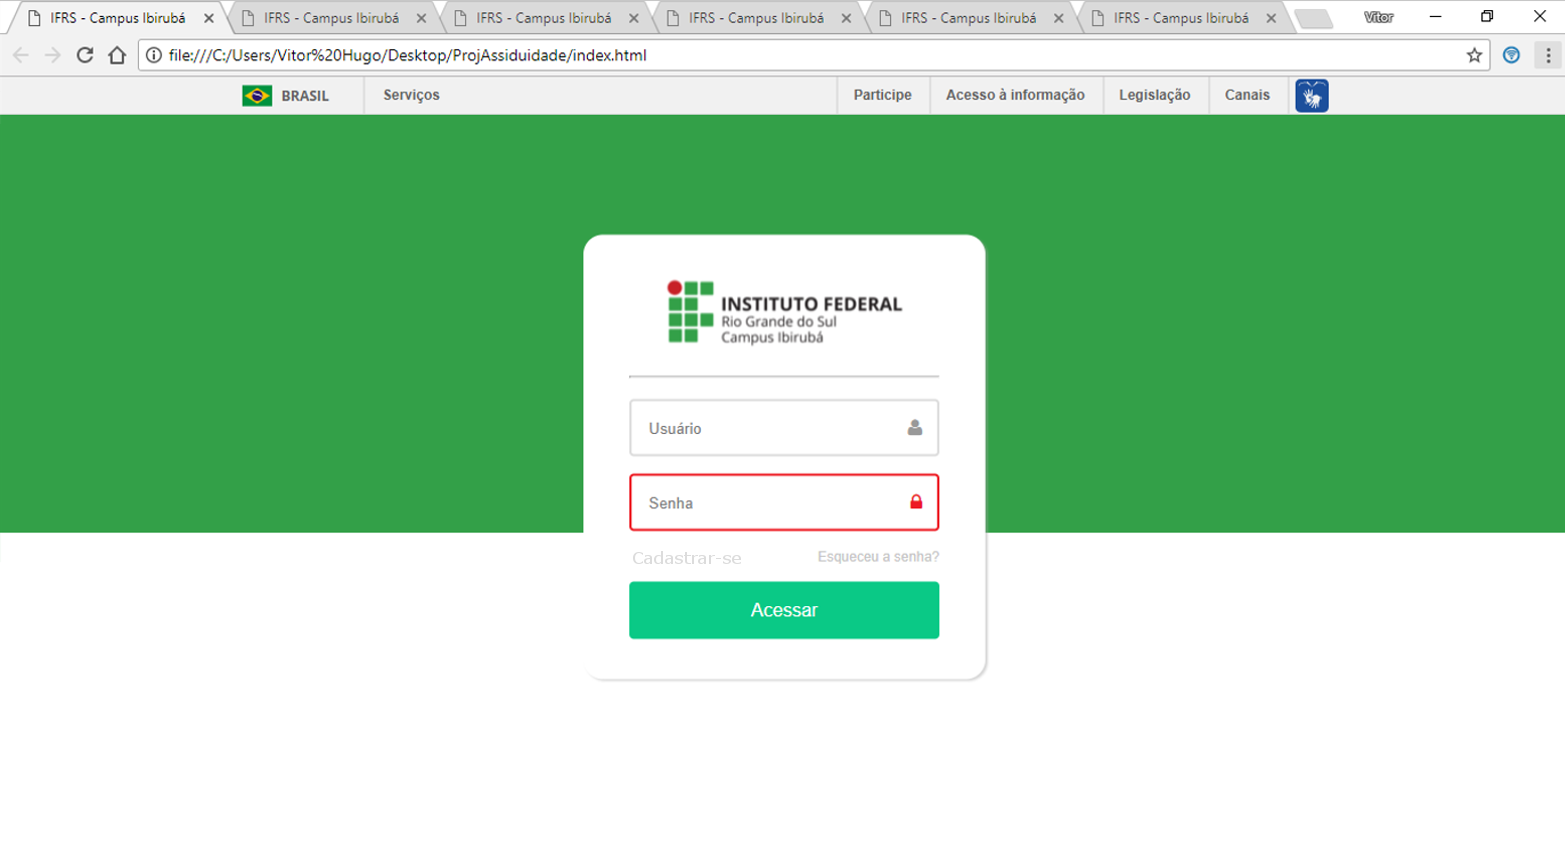 IFRS - Campus Ibirubá
IFRS - Campus Ibirubá
IFRS - Campus Ibirubá
IFRS - Campus Ibirubá
IFRS - Campus Ibirubá
IFRS - Campus Ibirubá
Vitor
file:///C:/Users/Vitor%20Hugo/Desktop/ProjAssiduidade/index.html
BRASIL
Serviços
Participe
Acesso à informação
Legislação
Canais
INSTITUTO FEDERAL
Rio Grande do Sul
Campus Ibirubá
Usuário
Senha
Cadastrar-se
Esqueceu a senha?
Acessar